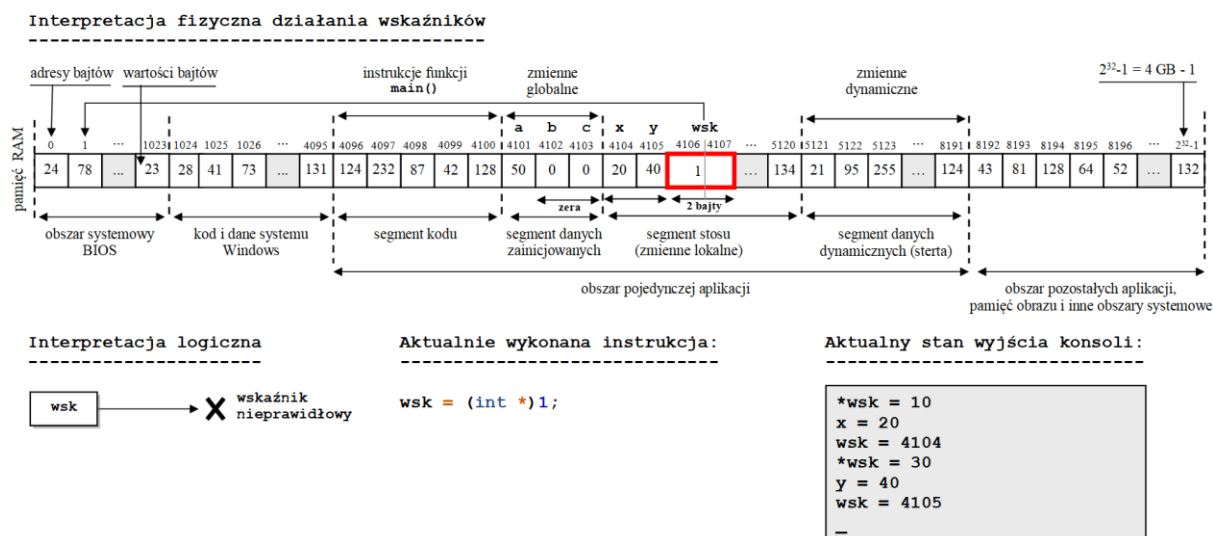 Interpretacja fizyczna działania wskaźników
adresy bajtów wartości bajtów instrukcje funkcji zmienne zmienne 2^32-1 = 4 GB - 1
main() globalne dynamiczne
a b c x y wsk
0 1 ... 1023 1024 1025 1026 ... 4095 4096 4097 4098 4099 4100 4101 4102 4103 4104 4105 4106 4107 ... 5120 5121 5122 5123 ... 8191 8192 8193 8194 8195 8196 ... 2^32-1
pamięć RAM 24 78 ... 23 28 41 73 ... 131 124 232 87 42 128 50 0 0 20 40 1 ... 134 21 95 255 ... 124 43 81 128 64 52 ... 132
zera 2 bajty
obszar systemowy kod i dane systemu segment kodu segment danych segment stosu segment danych
BIOS Windows zainicjowanych (zmienne lokalne) dynamicznych (sterta)
obszar pojedynczej aplikacji obszar pozostałych aplikacji,
pamięć obrazu i inne obszary systemowe
Interpretacja logiczna Aktualnie wykonana instrukcja: Aktualny stan wyjścia konsoli:
wsk wskaźnik
nieprawidłowy
wsk = (int *)1;
*wsk = 10
x = 20
wsk = 4104
*wsk = 30
y = 40
wsk = 4105
_